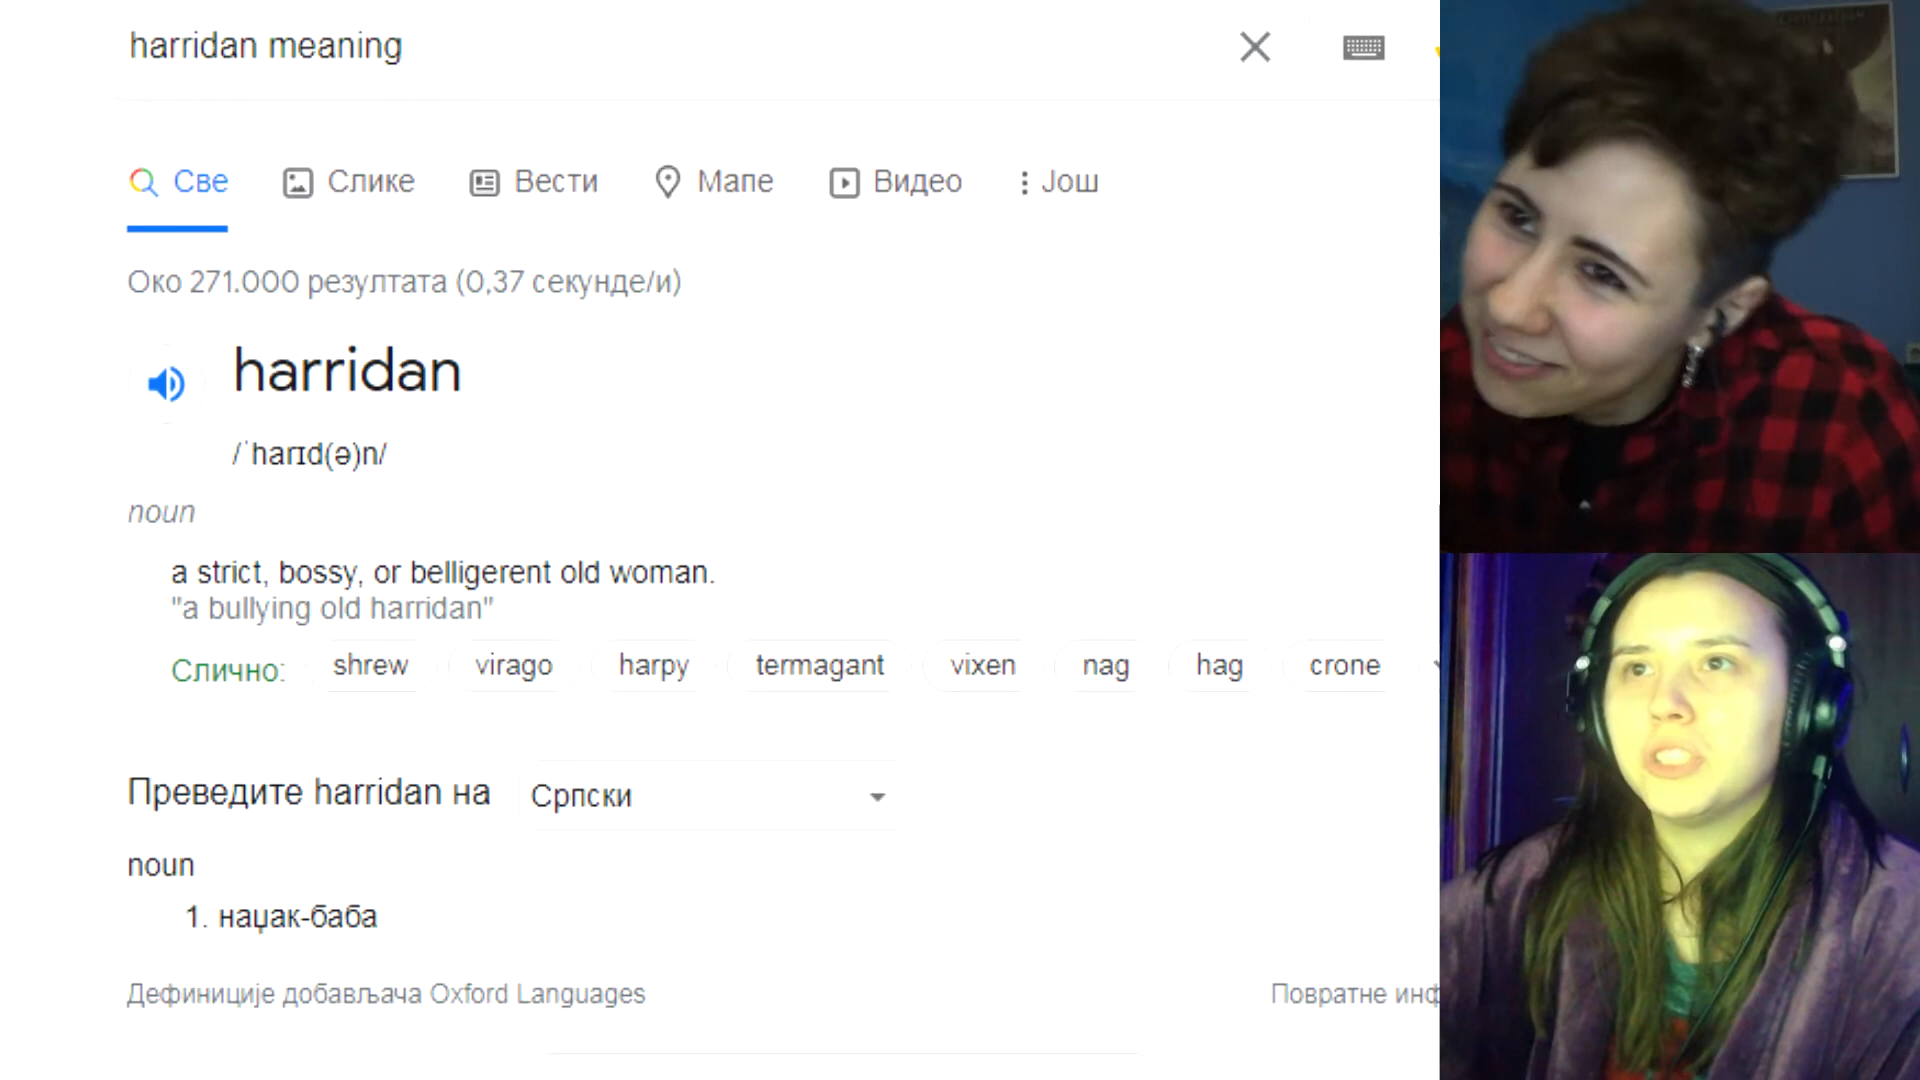 harridan meaning
Све Слике Вести Мапе Видео Још
Око 271.000 резултата (0,37 секунде/и)
harridan
/ˈharɪd(ə)n/
noun
a strict, bossy, or belligerent old woman.
"a bullying old harridan"
Слично: shrew virago harpy termagant vixen nag hag crone
Преведите harridan на Српски
noun
1. наџак-баба
Дефиниције добављача Oxford Languages
Повратне инф